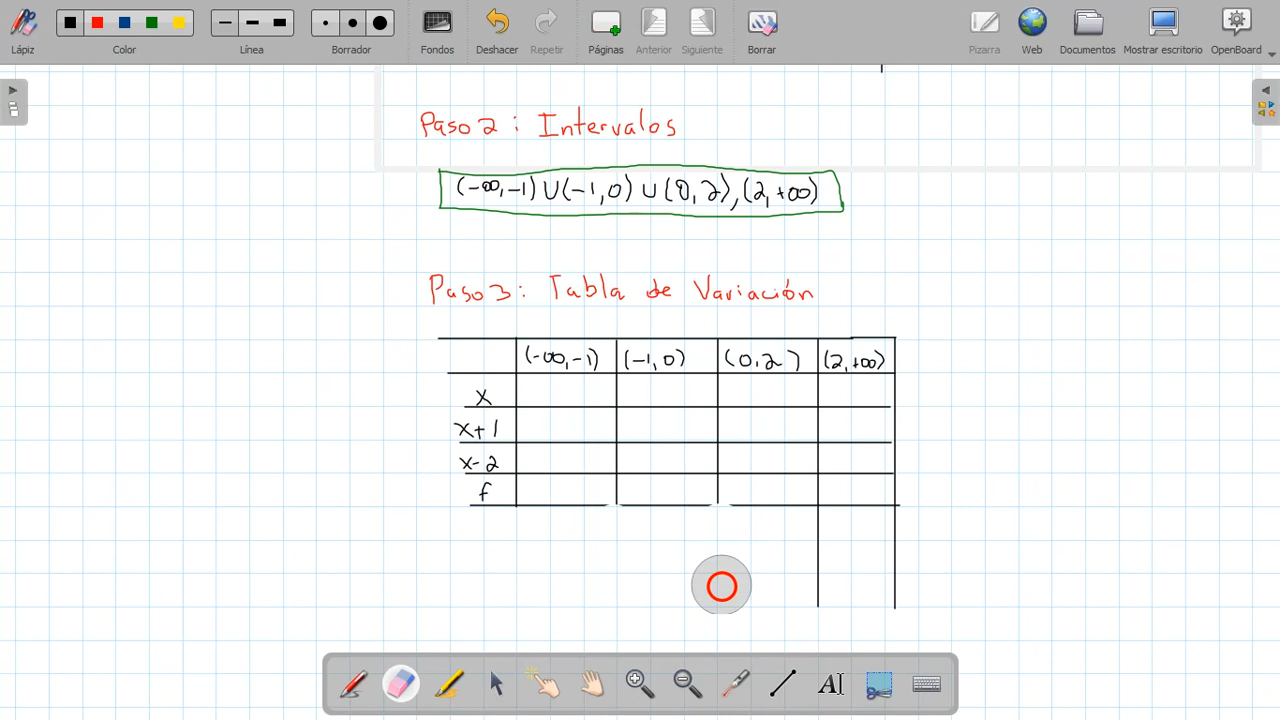 Lápiz Color Línea Borrador Fondos Deshacer Repetir Páginas Anterior Siguiente Borrar Pizarra Web Documentos Mostrar escritorio OpenBoard
Paso 2 : Intervalos
(-∞,-1) U (-1,0) U (0,2), (2,+∞)
Paso 3: Tabla de Variación
(-∞,-1) (-1,0) (0,2) (2,+∞)
x
x+1
x-2
f